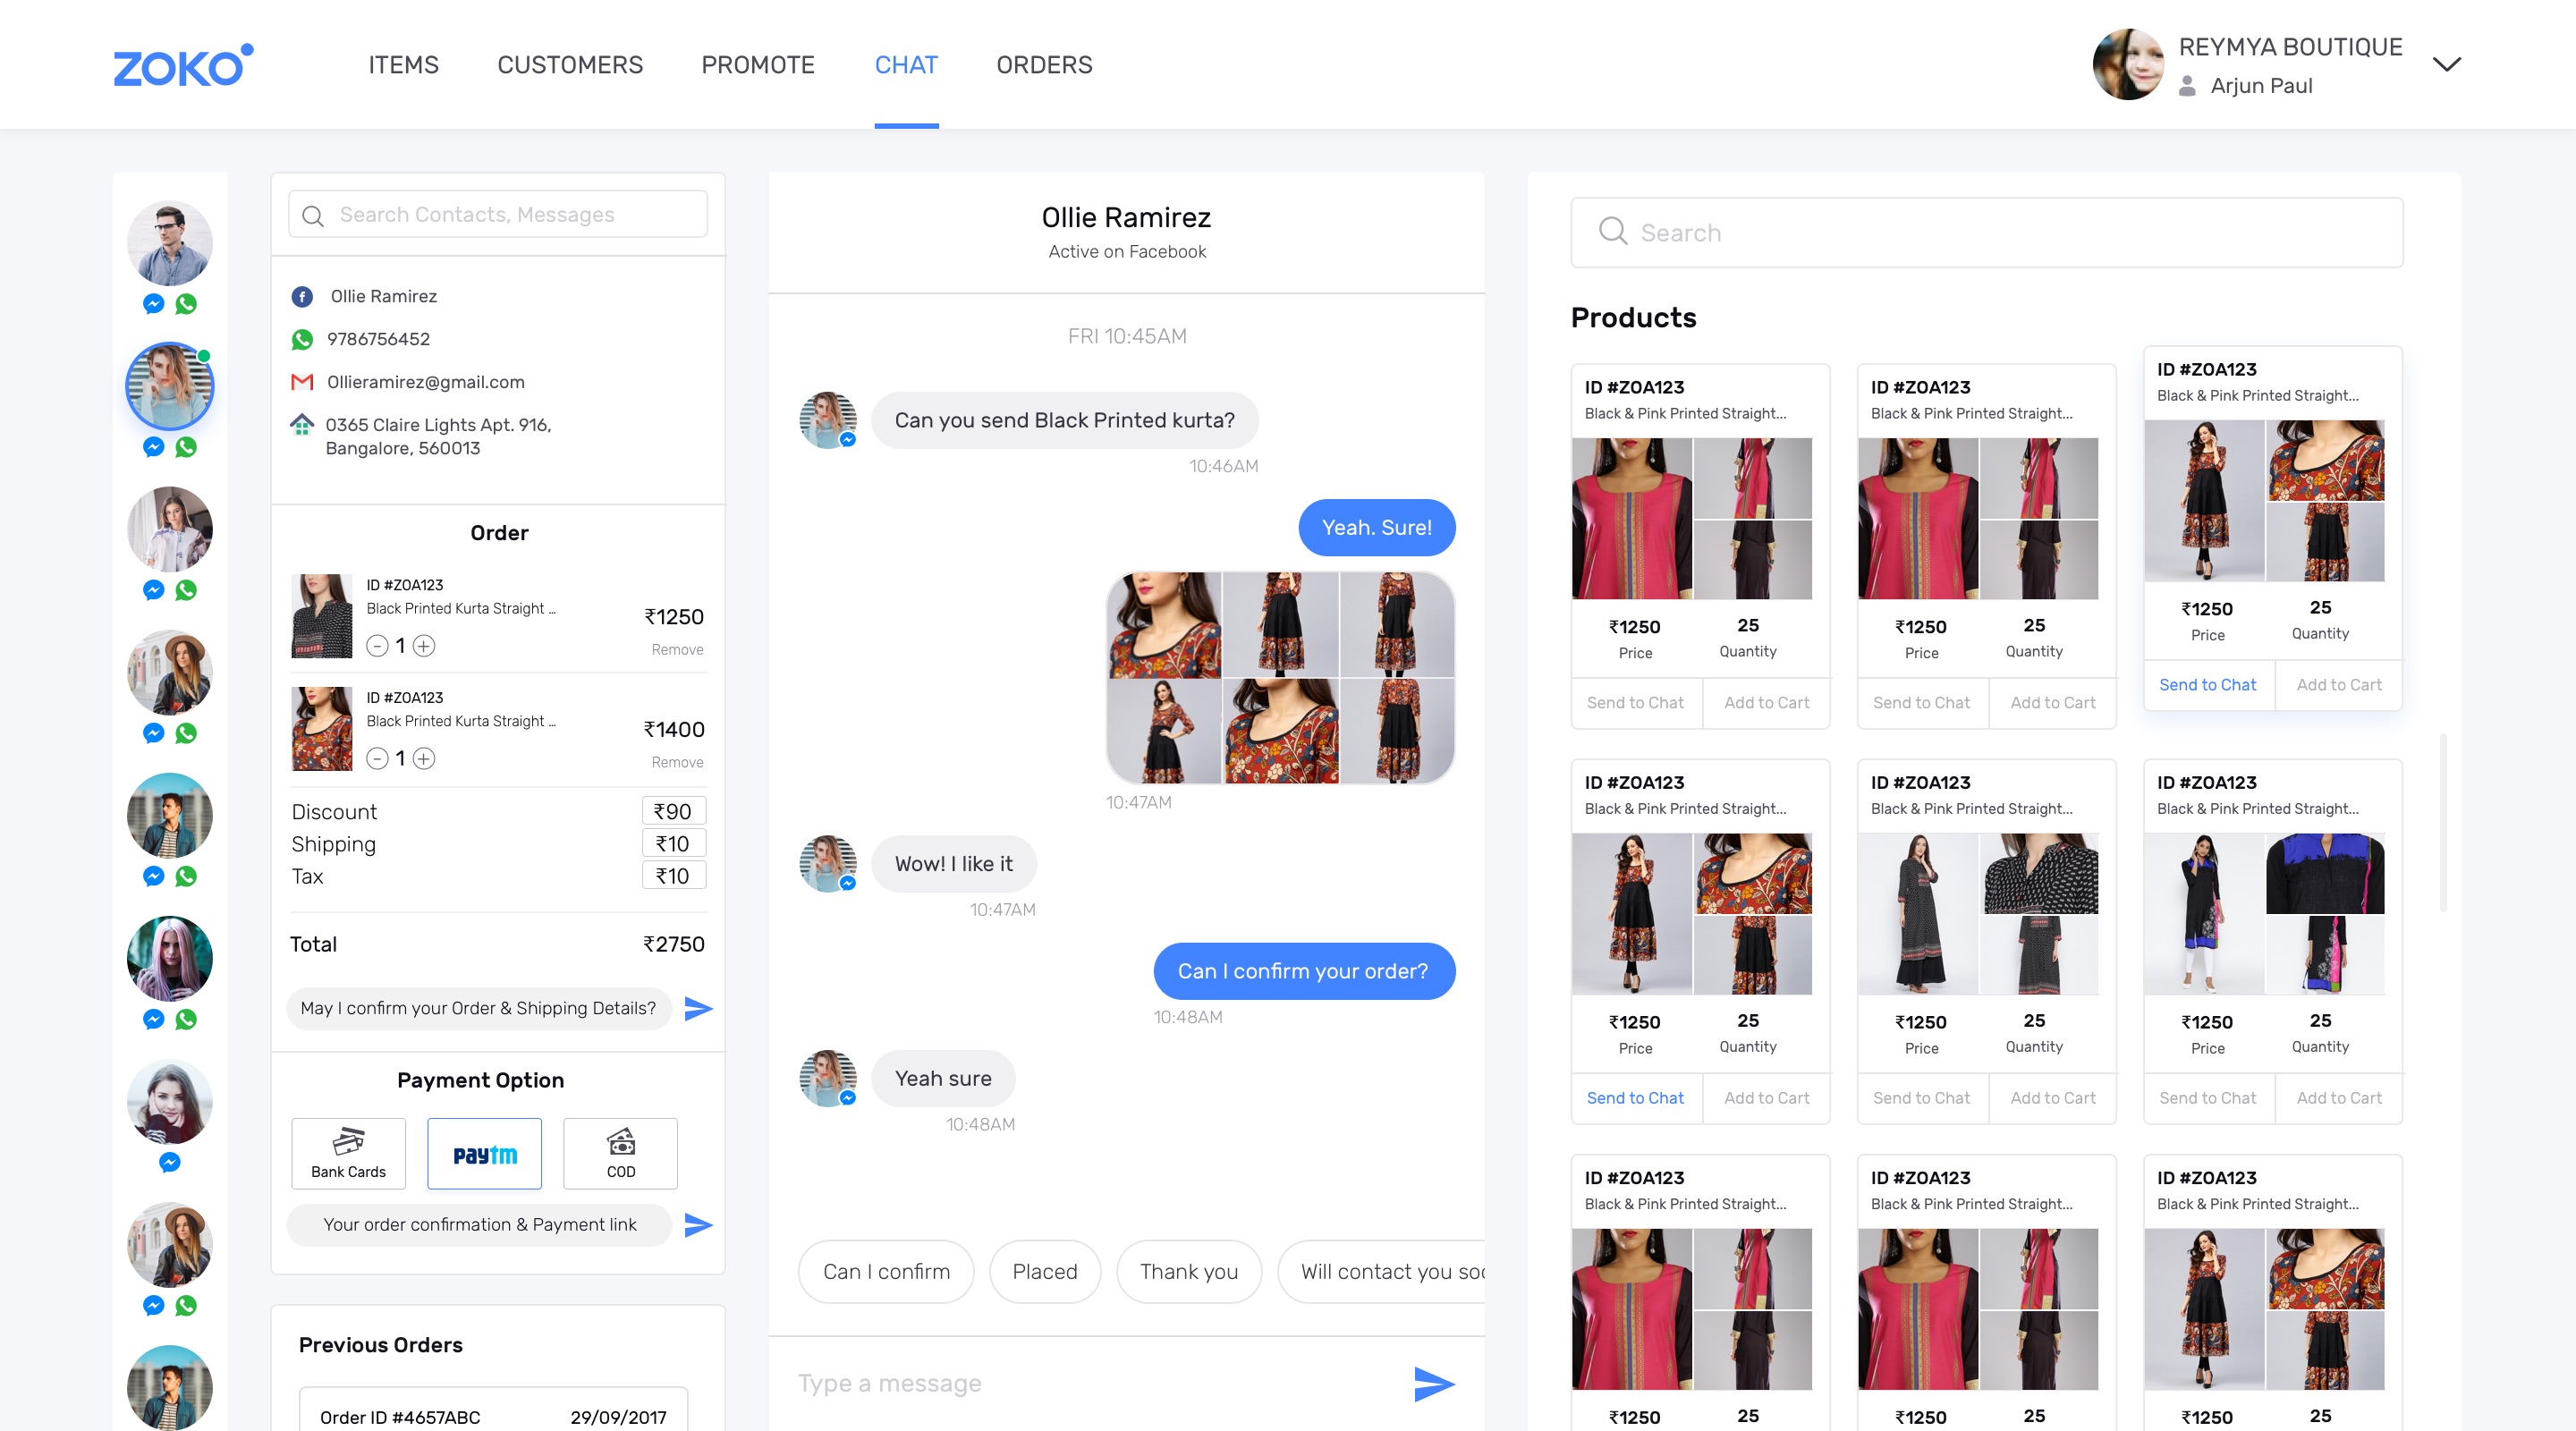 ZOKO
ITEMS
CUSTOMERS
PROMOTE
CHAT
ORDERS
REYMYA BOUTIQUE
Arjun Paul
Search Contacts, Messages
Ollie Ramirez
9786756452
Ollieramirez@gmail.com
0365 Claire Lights Apt. 916,
Bangalore, 560013
Order
ID #ZOA123
Black Printed Kurta Straight ...
₹1250
1
Remove
ID #ZOA123
Black Printed Kurta Straight ...
₹1400
1
Remove
Discount ₹90
Shipping ₹10
Tax ₹10
Total ₹2750
May I confirm your Order & Shipping Details?
Payment Option
Bank Cards
paytm
COD
Your order confirmation & Payment link
Previous Orders
Order ID #4657ABC 29/09/2017
Ollie Ramirez
Active on Facebook
FRI 10:45AM
Can you send Black Printed kurta?
10:46AM
Yeah. Sure!
10:47AM
Wow! I like it
10:47AM
Can I confirm your order?
10:48AM
Yeah sure
10:48AM
Can I confirm
Placed
Thank you
Will contact you soo
Type a message
Search
Products
ID #ZOA123
Black & Pink Printed Straight...
₹1250 25
Price Quantity
Send to Chat Add to Cart
ID #ZOA123
Black & Pink Printed Straight...
₹1250 25
Price Quantity
Send to Chat Add to Cart
ID #ZOA123
Black & Pink Printed Straight...
₹1250 25
Price Quantity
Send to Chat Add to Cart
ID #ZOA123
Black & Pink Printed Straight...
₹1250 25
Price Quantity
Send to Chat Add to Cart
ID #ZOA123
Black & Pink Printed Straight...
₹1250 25
Price Quantity
Send to Chat Add to Cart
ID #ZOA123
Black & Pink Printed Straight...
₹1250 25
Price Quantity
Send to Chat Add to Cart
ID #ZOA123
Black & Pink Printed Straight...
₹1250 25
ID #ZOA123
Black & Pink Printed Straight...
₹1250 25
ID #ZOA123
Black & Pink Printed Straight...
₹1250 25